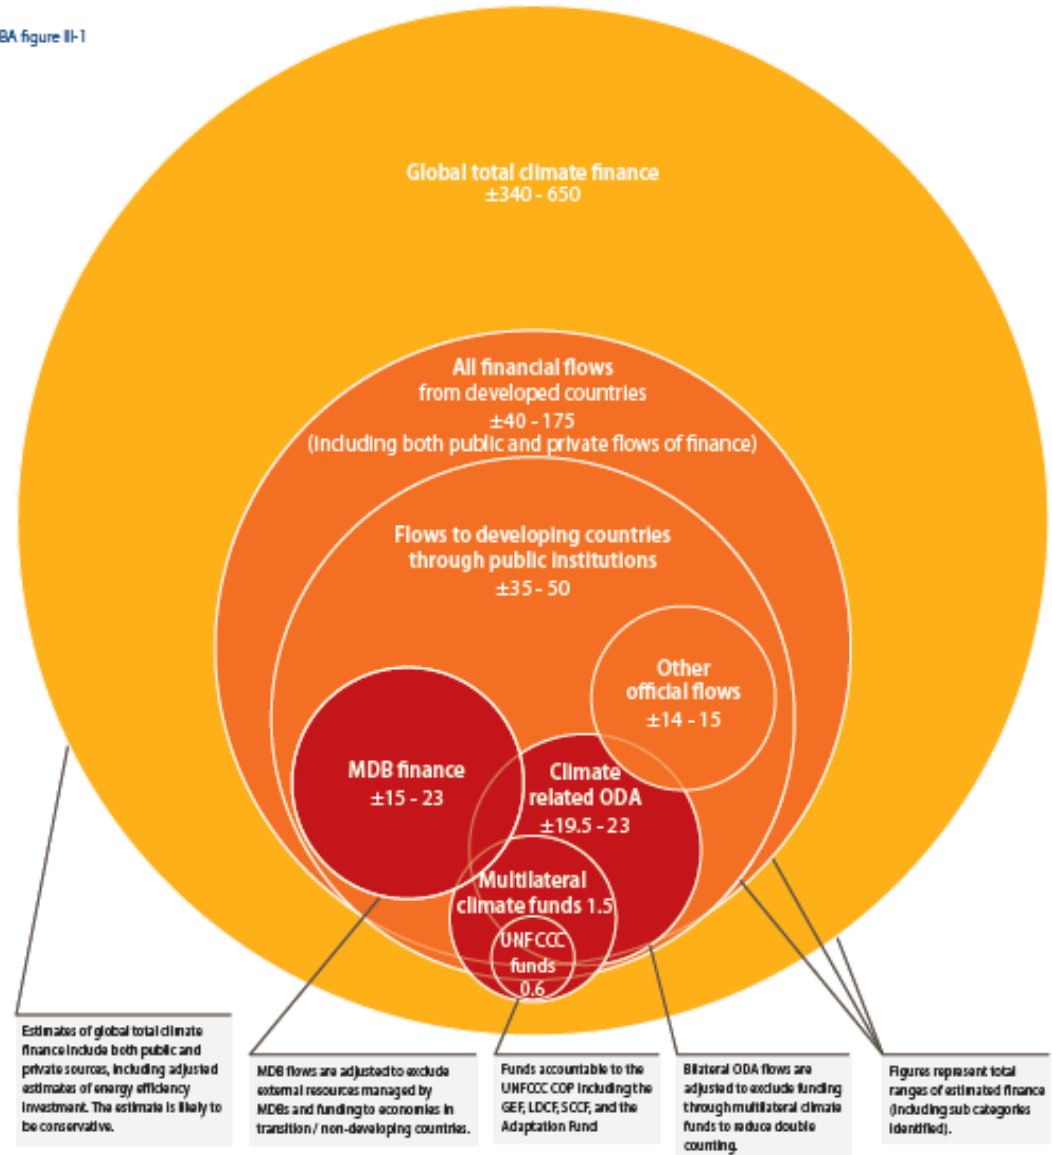 BA figure III-1
Global total climate finance
±340 - 650
All financial flows
from developed countries
±40 - 175
(including both public and private flows of finance)
Flows to developing countries
through public institutions
±35 - 50
Other
official flows
±14 - 15
MDB finance
±15 - 23
Climate
related ODA
±19.5 - 23
Multilateral
climate funds 1.5
UNFCCC
funds
0.6
Estimates of global total climate
finance include both public and
private sources, including adjusted
estimates of energy efficiency
investment. The estimate is likely to
be conservative.
MDB flows are adjusted to exclude
external resources managed by
MDBs and funding to economies in
transition / non-developing countries.
Funds accountable to the
UNFCCC COP including the
GEF, LDCF, SCCF, and the
Adaptation Fund
Bilateral ODA flows are
adjusted to exclude funding
through multilateral climate
funds to reduce double
counting.
Figures represent total
ranges of estimated finance
(including sub categories
identified).